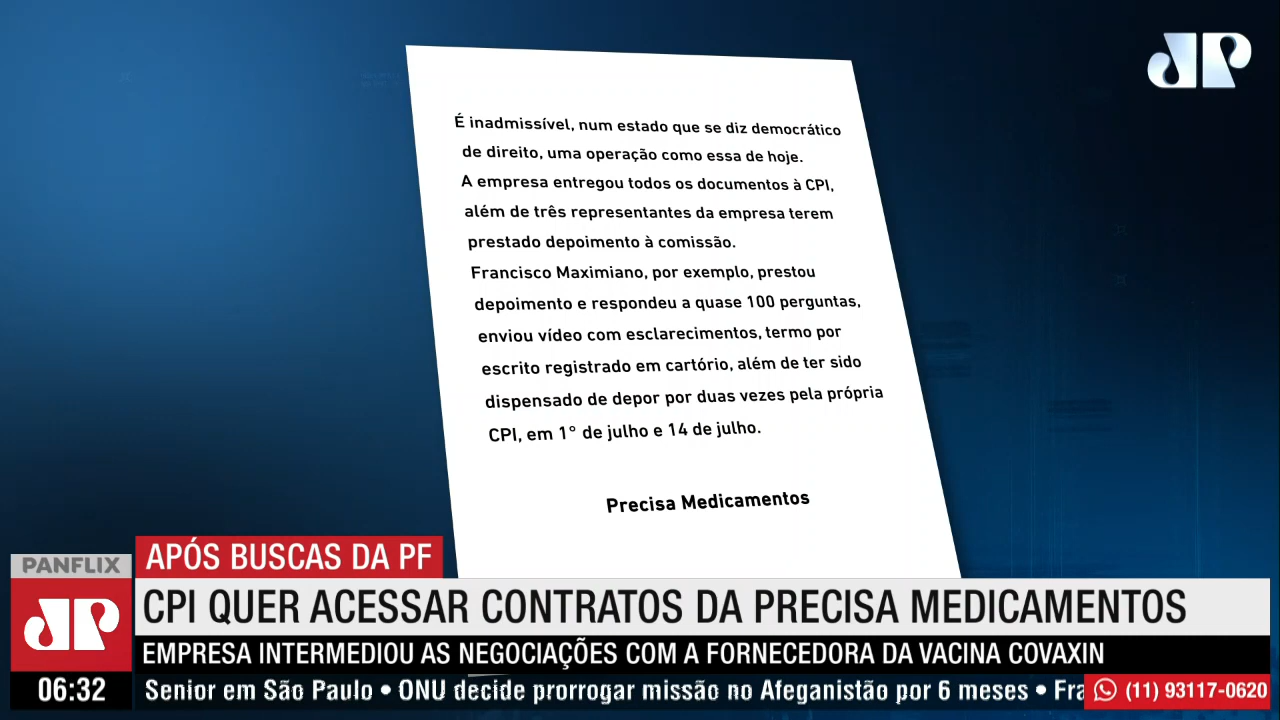 JP
É inadmissível, num estado que se diz democrático
de direito, uma operação como essa de hoje.
A empresa entregou todos os documentos à CPI,
além de três representantes da empresa terem
prestado depoimento à comissão.
Francisco Maximiano, por exemplo, prestou
depoimento e respondeu a quase 100 perguntas,
enviou vídeo com esclarecimentos, termo por
escrito registrado em cartório, além de ter sido
dispensado de depor por duas vezes pela própria
CPI, em 1° de julho e 14 de julho.
Precisa Medicamentos
APÓS BUSCAS DA PF
PANFLIX
JP
CPI QUER ACESSAR CONTRATOS DA PRECISA MEDICAMENTOS
EMPRESA INTERMEDIOU AS NEGOCIAÇÕES COM A FORNECEDORA DA VACINA COVAXIN
06:32
Senior em São Paulo • ONU decide prorrogar missão no Afeganistão por 6 meses • Fra
(11) 93117-0620